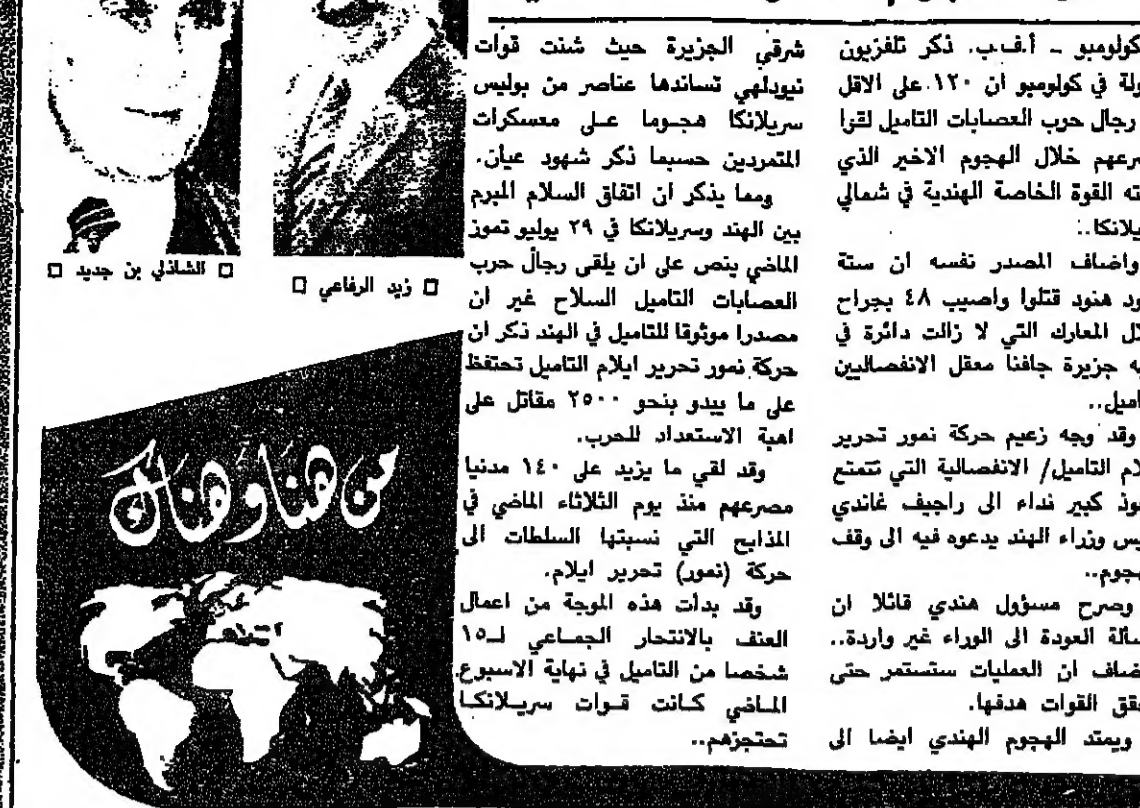 كولومبو ـ أ.ف.ب. ذكر تلفزيون
ولة في كولومبو ان ١٢٠ على الاقل
رجال حرب العصابات التاميل لقوا
رعهم خلال الهجوم الاخير الذي
ته القوة الخاصة الهندية في شمالي
يلانكا..
واضاف المصدر نفسه ان ستة
ود هنود قتلوا واصيب ٤٨ بجراح
لل المعارك التي لا زالت دائرة في
ه جزيرة جافنا معقل الانفصاليين
اميل..
وقد وجه زعيم حركة نمور تحرير
لام التاميل/ الانفصالية التي تتمتع
وذ كبير نداء الى راجيف غاندي
يس وزراء الهند يدعوه فيه الى وقف
هجوم..
وصرح مسؤول هندي قائلا ان
سألة العودة الى الوراء غير واردة..
ضاف ان العمليات ستستمر حتى
قق القوات هدفها.
ويمتد الهجوم الهندي ايضا الى
شرقي الجزيرة حيث شنت قوات
نيودلهي تساندها عناصر من بوليس
سريلانكا هجوما على معسكرات
المتمردين حسبما ذكر شهود عيان.
ومما يذكر ان اتفاق السلام المبرم
بين الهند وسريلانكا في ٢٩ يوليو تموز
الماضي ينص على ان يلقى رجال حرب
العصابات التاميل السلاح غير ان
مصدرا موثوقا للتاميل في الهند ذكر ان
حركة نمور تحرير ايلام التاميل تحتفظ
على ما يبدو بنحو ٢٥٠٠ مقاتل على
اهبة الاستعداد للحرب.
وقد لقي ما يزيد على ١٤٠ مدنيا
مصرعهم منذ يوم الثلاثاء الماضي في
المذابح التي نسبتها السلطات الى
حركة (نمور) تحرير ايلام.
وقد بدأت هذه الموجة من اعمال
العنف بالانتحار الجماعي لـ١٥
شخصا من التاميل في نهاية الاسبوع
الماضي كانت قوات سريلانكا
تحتجزهم..
□ زيد الرفاعي □
□ الشاذلي بن جديد □
من هنا وهناك